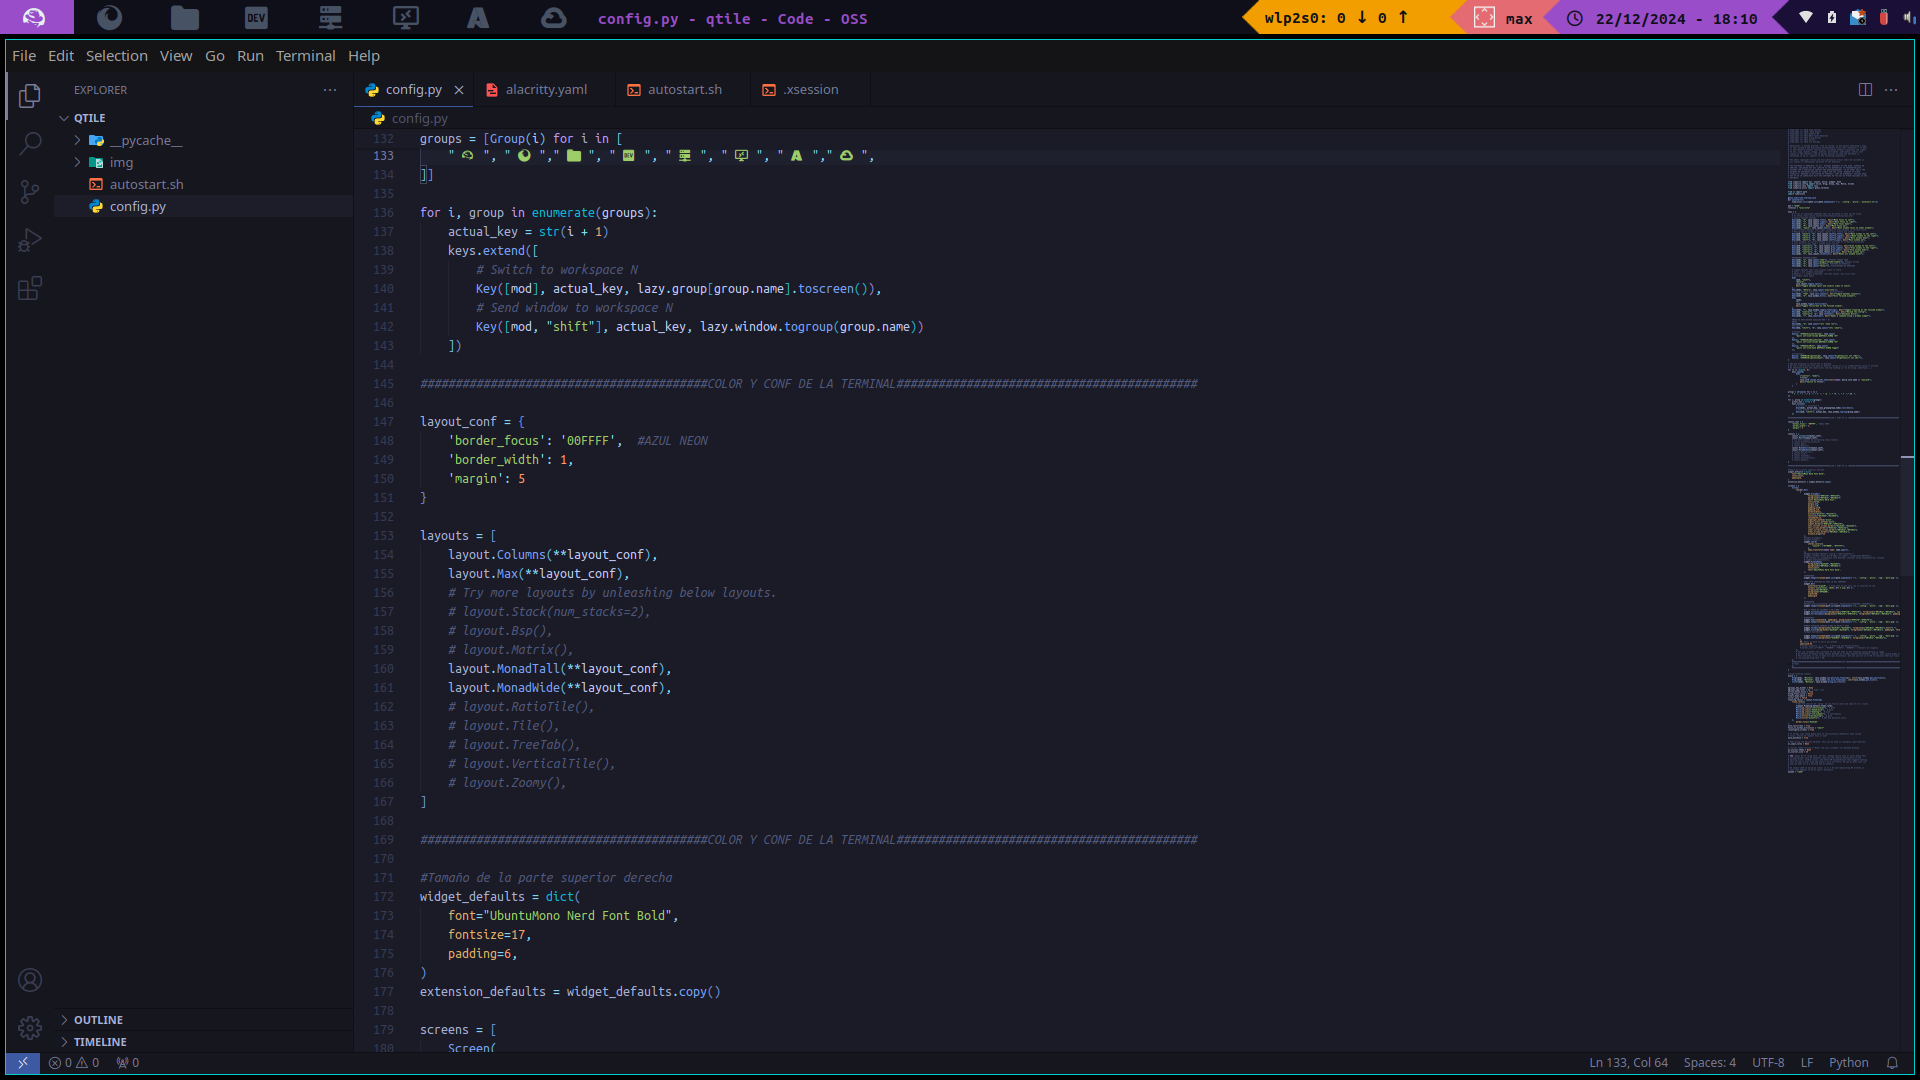 DEV
config.py - qtile - Code - OSS
wlp2s0: 0 ↓ 0 ↑
max
22/12/2024 - 18:10
File Edit Selection View Go Run Terminal Help
EXPLORER
QTILE
__pycache__
img
autostart.sh
config.py
OUTLINE
TIMELINE
config.py alacritty.yaml autostart.sh .xsession
config.py
132 groups = [Group(i) for i in [
133     "  ", "  ","  ", " DEV ", "  ", "  ", "  ","  ",
134 ]]
135
136 for i, group in enumerate(groups):
137     actual_key = str(i + 1)
138     keys.extend([
139         # Switch to workspace N
140         Key([mod], actual_key, lazy.group[group.name].toscreen()),
141         # Send window to workspace N
142         Key([mod, "shift"], actual_key, lazy.window.togroup(group.name))
143     ])
144
145 #########################################COLOR Y CONF DE LA TERMINAL###########################################
146
147 layout_conf = {
148     'border_focus': '00FFFF',  #AZUL NEON
149     'border_width': 1,
150     'margin': 5
151 }
152
153 layouts = [
154     layout.Columns(**layout_conf),
155     layout.Max(**layout_conf),
156     # Try more layouts by unleashing below layouts.
157     # layout.Stack(num_stacks=2),
158     # layout.Bsp(),
159     # layout.Matrix(),
160     layout.MonadTall(**layout_conf),
161     layout.MonadWide(**layout_conf),
162     # layout.RatioTile(),
163     # layout.Tile(),
164     # layout.TreeTab(),
165     # layout.VerticalTile(),
166     # layout.Zoomy(),
167 ]
168
169 #########################################COLOR Y CONF DE LA TERMINAL###########################################
170
171 #Tamaño de la parte superior derecha
172 widget_defaults = dict(
173     font="UbuntuMono Nerd Font Bold",
174     fontsize=17,
175     padding=6,
176 )
177 extension_defaults = widget_defaults.copy()
178
179 screens = [
180     Screen(
0 0 0
Ln 133, Col 64 Spaces: 4 UTF-8 LF Python